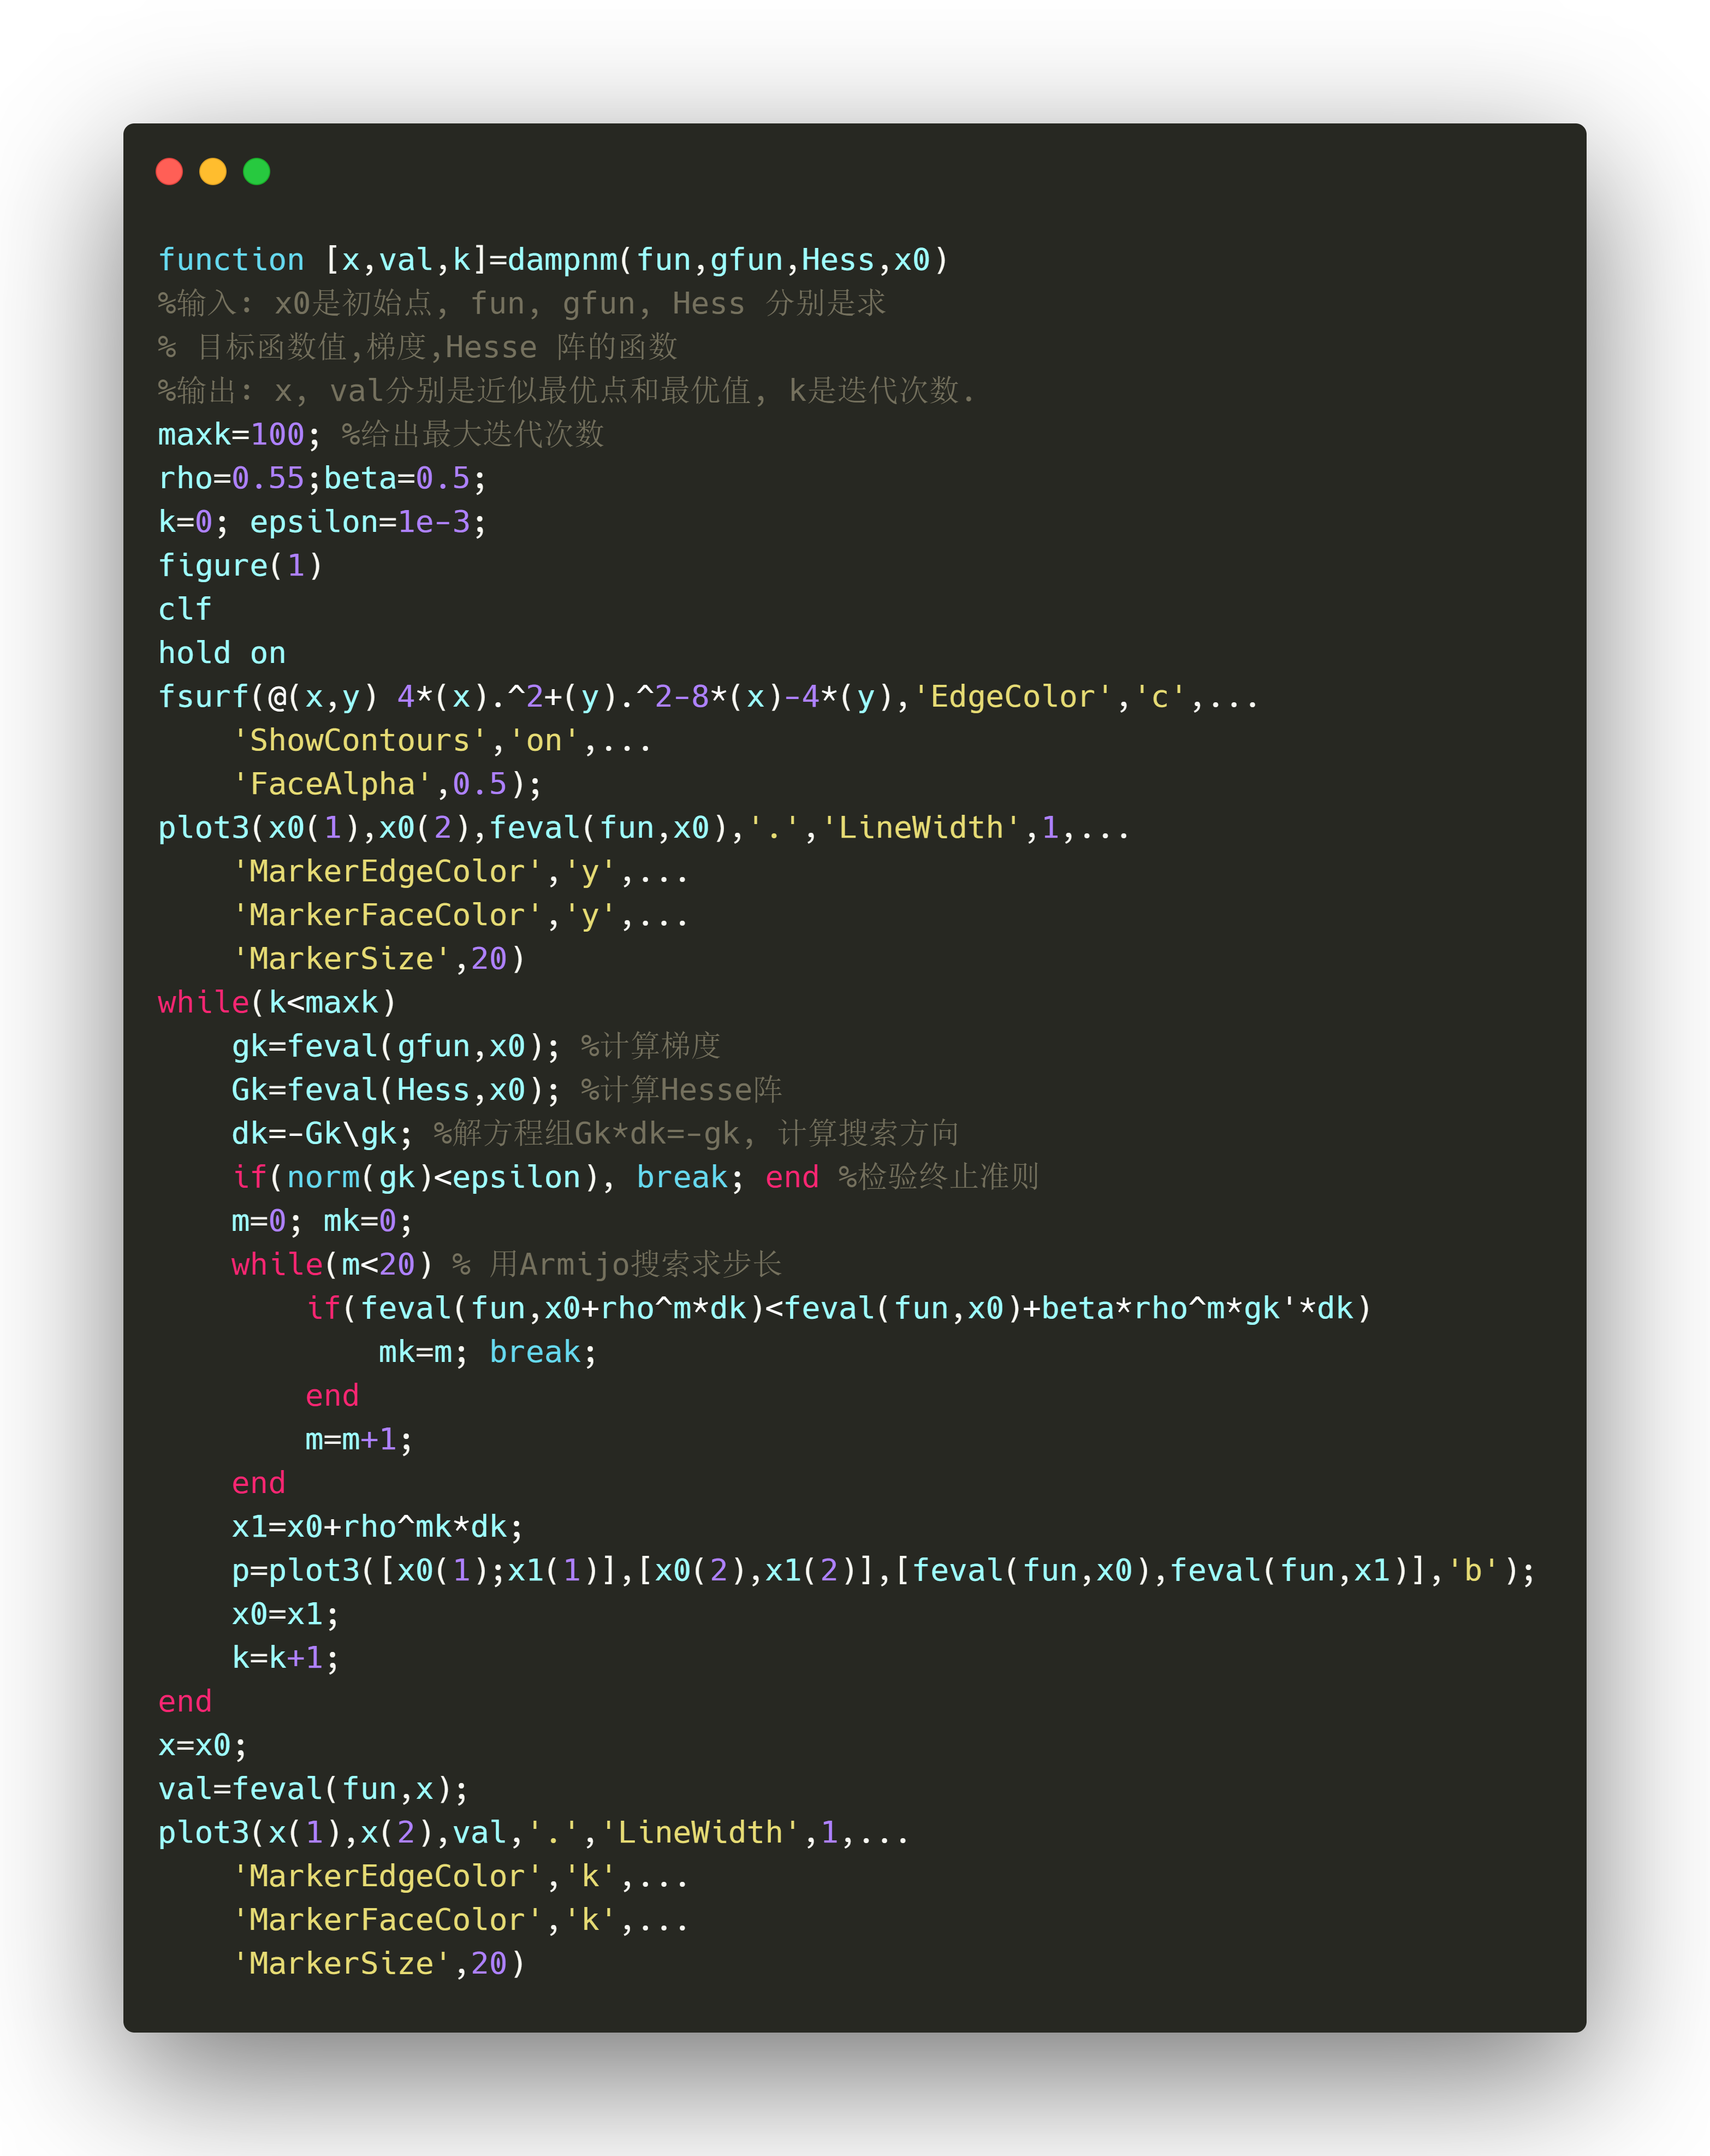 function [x,val,k]=dampnm(fun,gfun,Hess,x0)
%输入: x0是初始点, fun, gfun, Hess 分别是求
% 目标函数值,梯度,Hesse 阵的函数
%输出: x, val分别是近似最优点和最优值, k是迭代次数.
maxk=100; %给出最大迭代次数
rho=0.55;beta=0.5;
k=0; epsilon=1e-3;
figure(1)
clf
hold on
fsurf(@(x,y) 4*(x).^2+(y).^2-8*(x)-4*(y),'EdgeColor','c',...
    'ShowContours','on',...
    'FaceAlpha',0.5);
plot3(x0(1),x0(2),feval(fun,x0),'.','LineWidth',1,...
    'MarkerEdgeColor','y',...
    'MarkerFaceColor','y',...
    'MarkerSize',20)
while(k<maxk)
    gk=feval(gfun,x0); %计算梯度
    Gk=feval(Hess,x0); %计算Hesse阵
    dk=-Gk\gk; %解方程组Gk*dk=-gk, 计算搜索方向
    if(norm(gk)<epsilon), break; end %检验终止准则
    m=0; mk=0;
    while(m<20) % 用Armijo搜索求步长
        if(feval(fun,x0+rho^m*dk)<feval(fun,x0)+beta*rho^m*gk'*dk)
            mk=m; break;
        end
        m=m+1;
    end
    x1=x0+rho^mk*dk;
    p=plot3([x0(1);x1(1)],[x0(2),x1(2)],[feval(fun,x0),feval(fun,x1)],'b');
    x0=x1;
    k=k+1;
end
x=x0;
val=feval(fun,x);
plot3(x(1),x(2),val,'.','LineWidth',1,...
    'MarkerEdgeColor','k',...
    'MarkerFaceColor','k',...
    'MarkerSize',20)